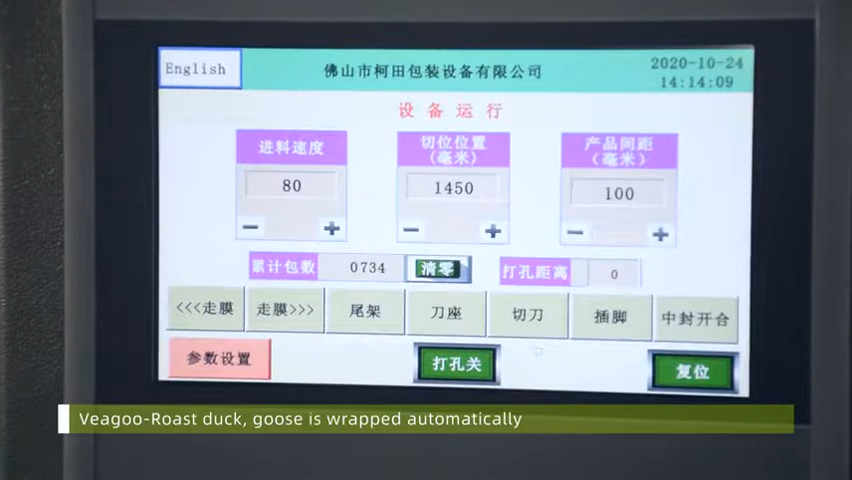 English
佛山市柯田包装设备有限公司
2020-10-24
14:14:09
设备运行
进料速度
80
切位位置
(毫米)
1450
产品间距
(毫米)
100
累计包数 0734 清零 打孔距离 0
<<<走膜 走膜>>> 尾架 刀座 切刀 插脚 中封开合
参数设置 打孔关 复位
Veagoo-Roast duck, goose is wrapped automatically